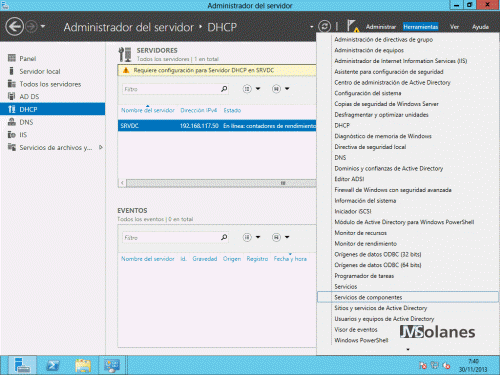 Administrador del servidor
Administrador del servidor · DHCP
Administrar
Herramientas
Ver
Ayuda
Panel
Servidor local
Todos los servidores
AD DS
DHCP
DNS
IIS
Servicios de archivos y...
SERVIDORES
Todos los servidores | 1 en total
Requiere configuración para Servidor DHCP en SRVDC
Filtro
Nombre del servidor Dirección IPv4 Estado
SRVDC 192.168.117.50 En línea: contadores de rendimiento
EVENTOS
Todos los eventos | 0 en total
Filtro
Nombre del servidor Id. Gravedad Origen Registro Fecha y hora
Administración de directivas de grupo
Administración de equipos
Administrador de Internet Information Services (IIS)
Asistente para configuración de seguridad
Centro de administración de Active Directory
Configuración del sistema
Copias de seguridad de Windows Server
Desfragmentar y optimizar unidades
DHCP
Diagnóstico de memoria de Windows
Directiva de seguridad local
DNS
Dominios y confianzas de Active Directory
Editor ADSI
Firewall de Windows con seguridad avanzada
Información del sistema
Iniciador iSCSI
Módulo de Active Directory para Windows PowerShell
Monitor de recursos
Monitor de rendimiento
Orígenes de datos ODBC (32 bits)
Orígenes de datos ODBC (64 bits)
Programador de tareas
Servicios
Servicios de componentes
Sitios y servicios de Active Directory
Usuarios y equipos de Active Directory
Visor de eventos
Windows PowerShell
JMSolanes
7:40
30/11/2013